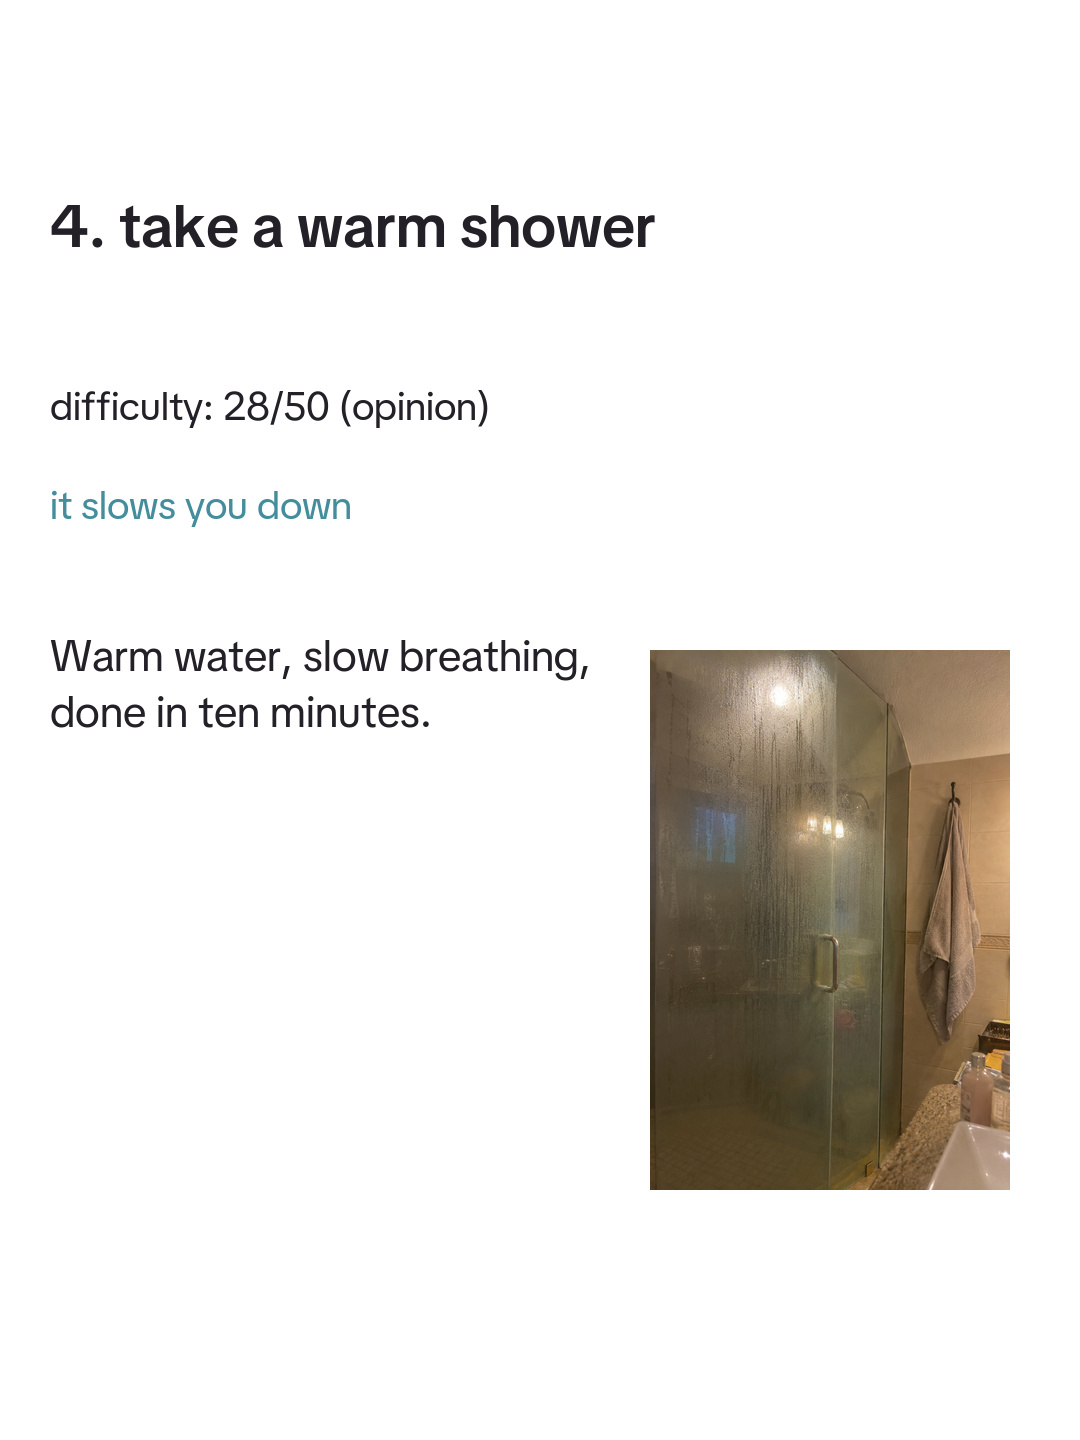 4. take a warm shower
difficulty: 28/50 (opinion)
it slows you down
Warm water, slow breathing,
done in ten minutes.